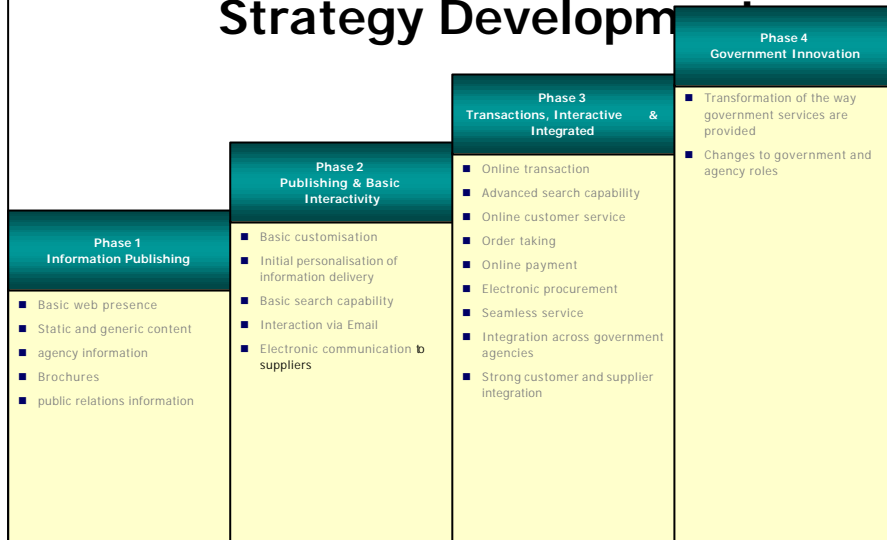 Strategy Developm
Phase 1
Information Publishing
Basic web presence
Static and generic content
agency information
Brochures
public relations information
Phase 2
Publishing & Basic
Interactivity
Basic customisation
Initial personalisation of
information delivery
Basic search capability
Interaction via Email
Electronic communication to
suppliers
Phase 3
Transactions, Interactive &
Integrated
Online transaction
Advanced search capability
Online customer service
Order taking
Online payment
Electronic procurement
Seamless service
Integration across government
agencies
Strong customer and supplier
integration
Phase 4
Government Innovation
Transformation of the way
government services are
provided
Changes to government and
agency roles